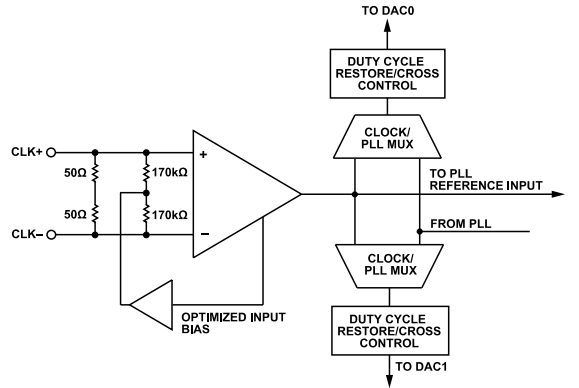 TO DAC0
DUTY CYCLE
RESTORE/CROSS
CONTROL
CLOCK/
PLL MUX
CLK+
+
50Ω
170kΩ
TO PLL
REFERENCE INPUT
50Ω
170kΩ
FROM PLL
CLK–
–
CLOCK/
PLL MUX
OPTIMIZED INPUT
BIAS
DUTY CYCLE
RESTORE/CROSS
CONTROL
TO DAC1